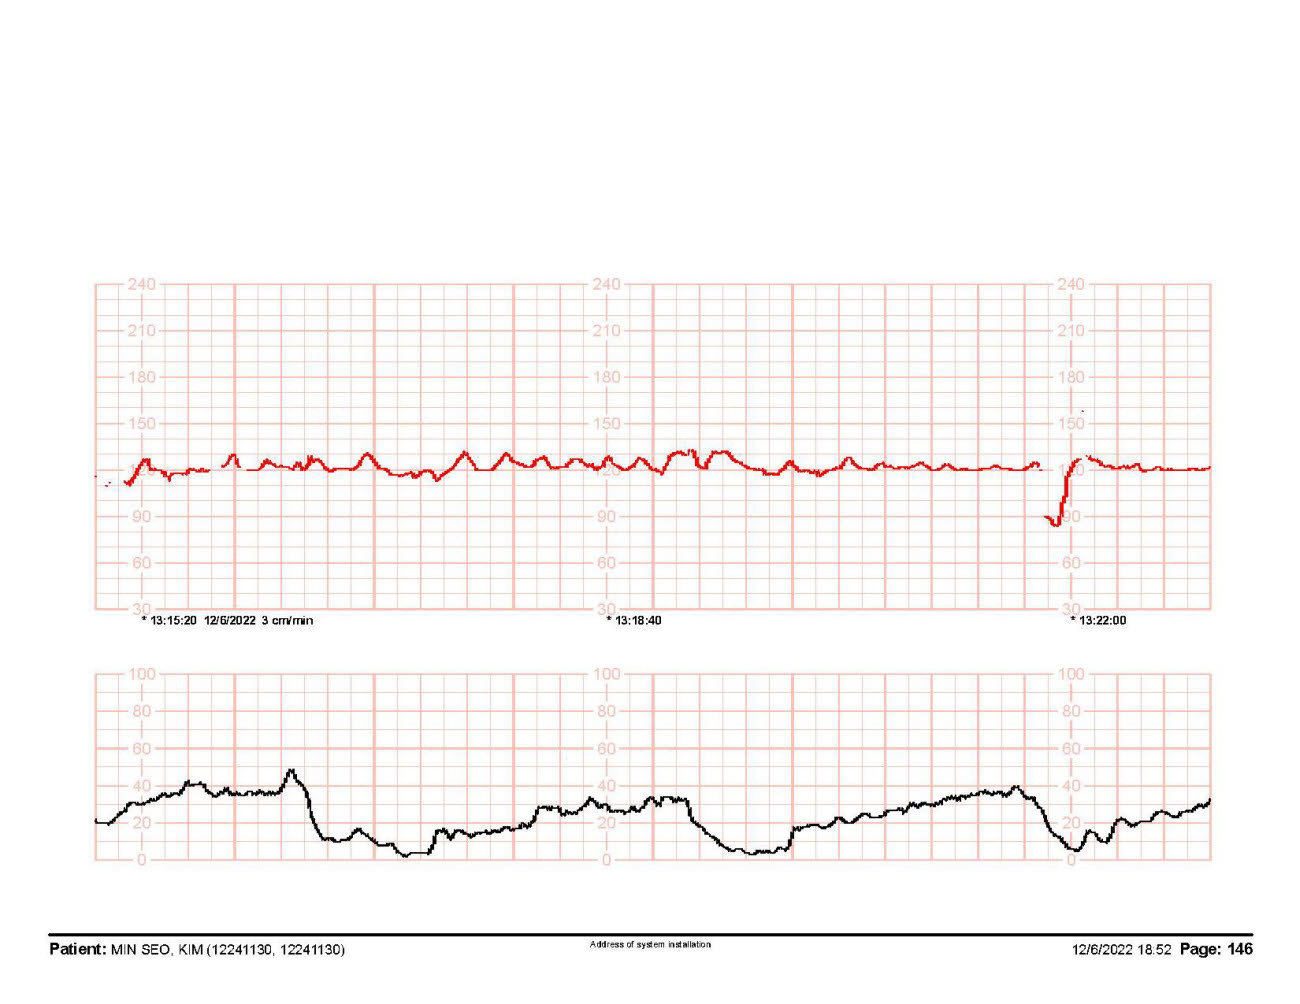 240 240 240
210 210 210
180 180 180
150 150 150
120 120 120
90 90 90
60 60 60
30 30 30
* 13:15:20 12/6/2022 3 cm/min * 13:18:40 * 13:22:00
100 100 100
80 80 80
60 60 60
40 40 40
20 20 20
0 0 0
Patient: MIN SEO, KIM (12241130, 12241130) Address of system installation 12/6/2022 18:52 Page: 146